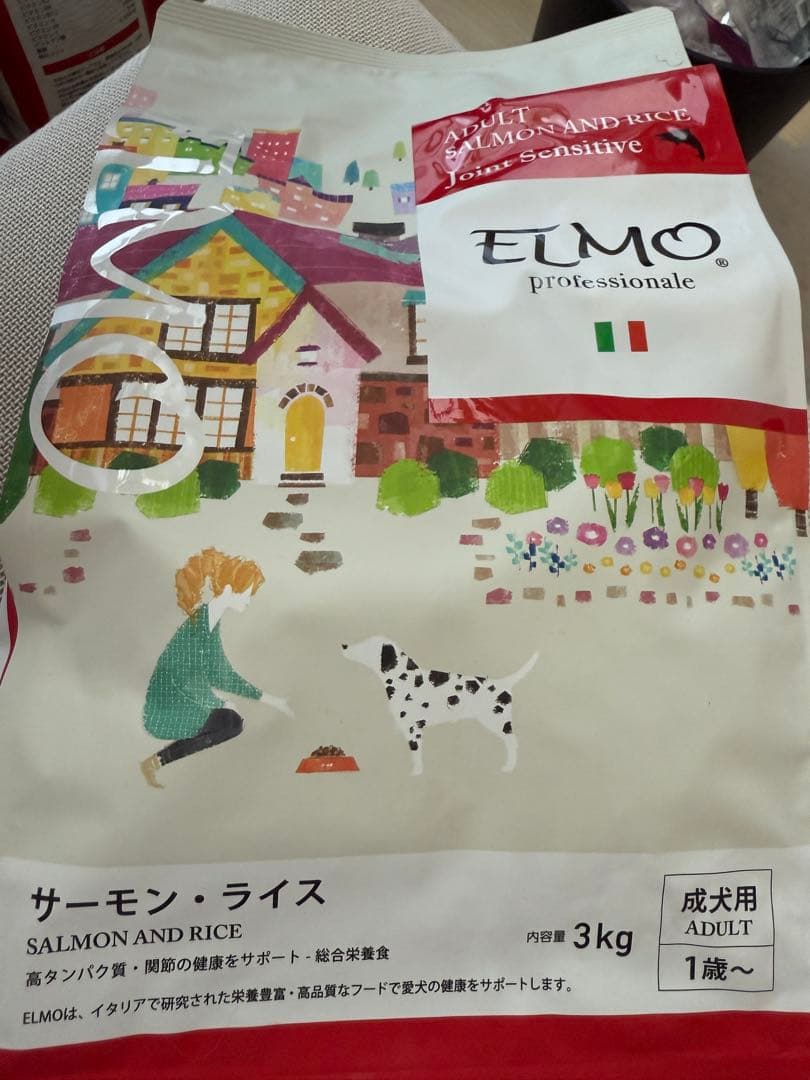 ADULT
SALMON AND RICE
Joint Sensitive
ELMO®
professionale
サーモン・ライス
SALMON AND RICE
高タンパク質・関節の健康をサポート - 総合栄養食
ELMOは、イタリアで研究された栄養豊富・高品質なフードで愛犬の健康をサポートします。
内容量 3kg
成犬用
ADULT
1歳～